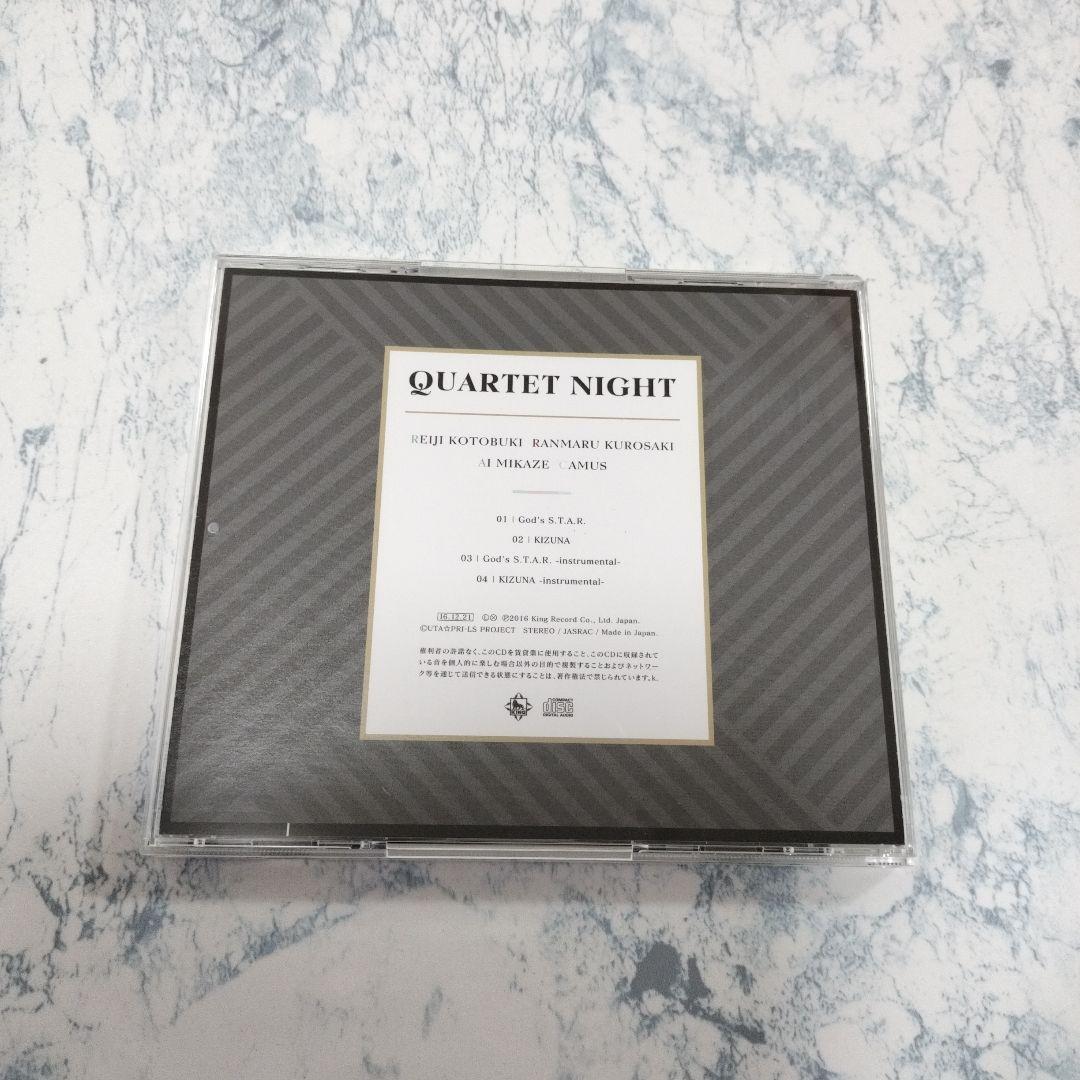 QUARTET NIGHT
REIJI KOTOBUKI RANMARU KUROSAKI
AI MIKAZE CAMUS
01 | God's S.T.A.R.
02 | KIZUNA
03 | God's S.T.A.R. -instrumental-
04 | KIZUNA -instrumental-
16.12.21 Ⓒⓧ Ⓟ2016 King Record Co., Ltd. Japan.
©UTA☆PRI-LS PROJECT STEREO / JASRAC / Made in Japan.
権利者の許諾なく、このCDを賃貸業に使用すること、このCDに収録されて
いる音を個人的に楽しむ場合以外の目的で複製することおよびネットワー
ク等を通じて送信できる状態にすることは、著作権法で禁じられています。k.
KING
COMPACT
disc
DIGITAL AUDIO